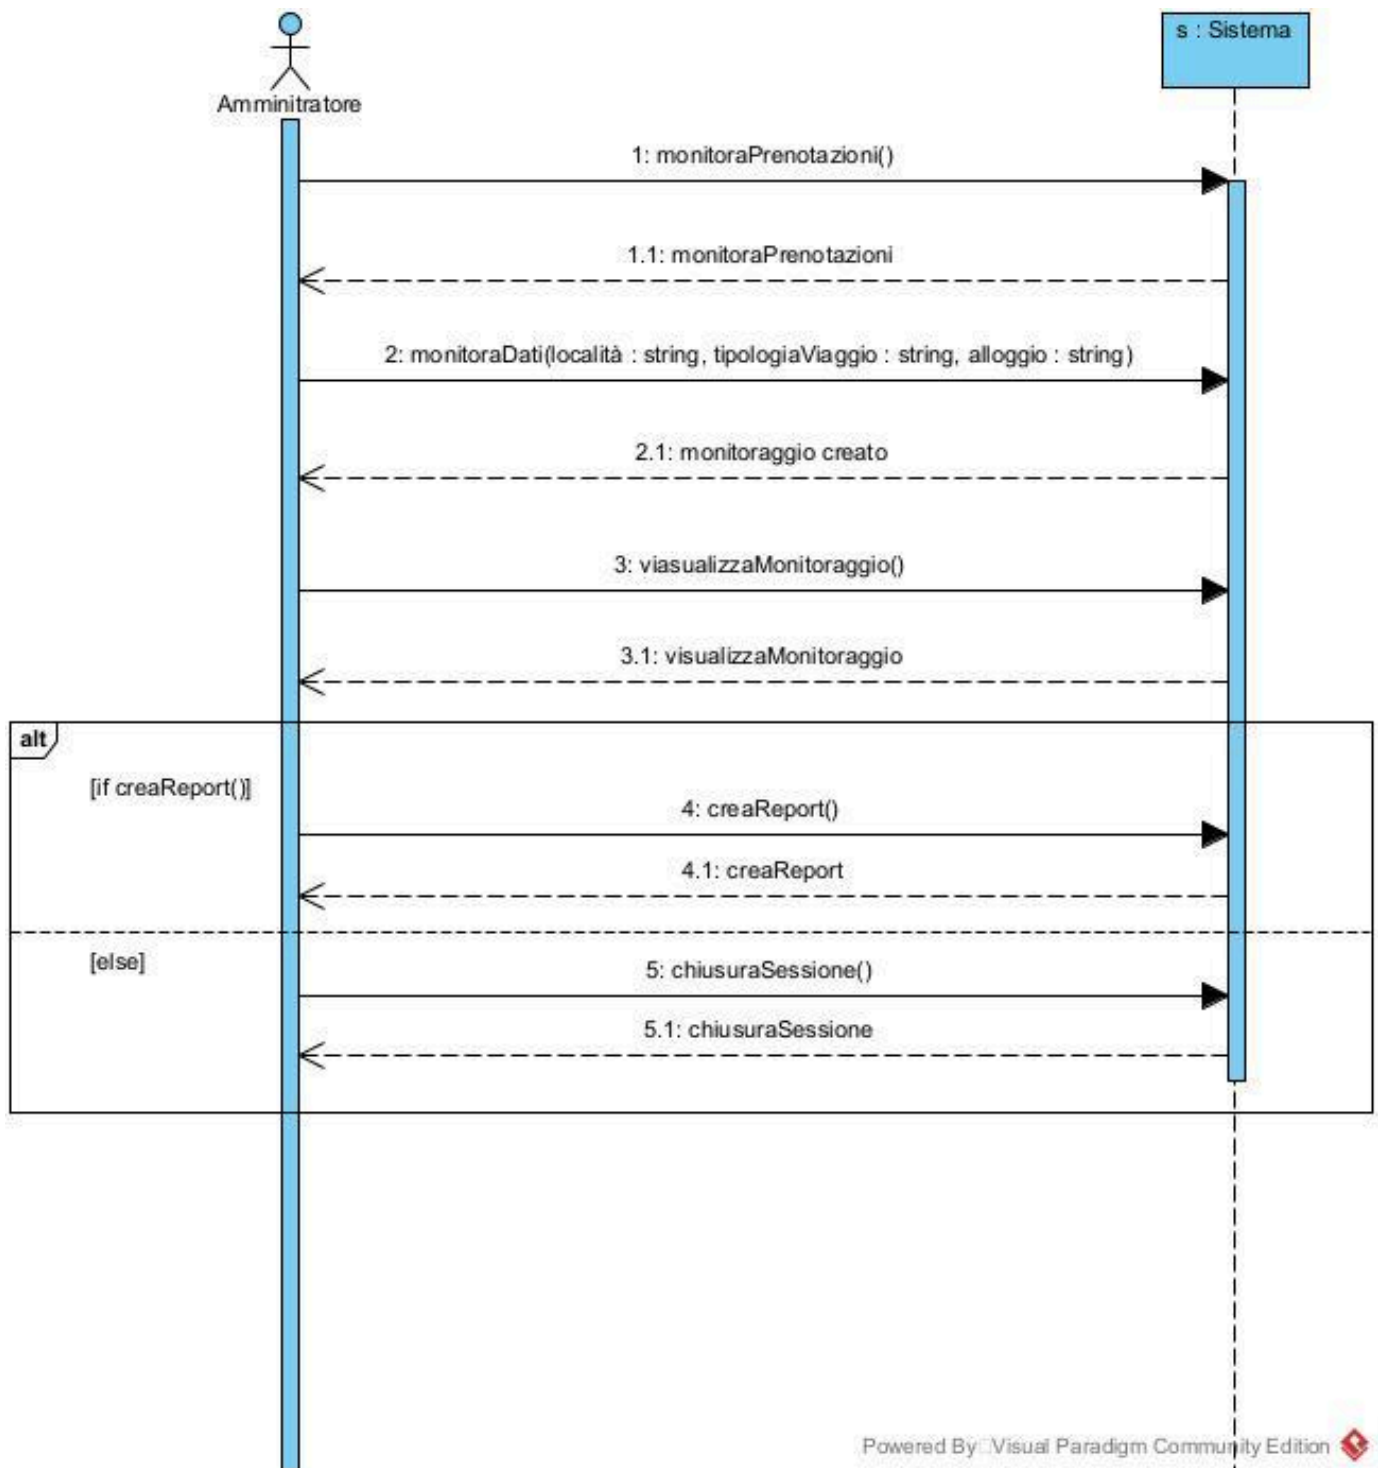 s : Sistema
Amminitratore
1: monitoraPrenotazioni()
1.1: monitoraPrenotazioni
2: monitoraDati(località : string, tipologiaViaggio : string, alloggio : string)
2.1: monitoraggio creato
3: viasualizzaMonitoraggio()
3.1: visualizzaMonitoraggio
alt
[if creaReport()]
4: creaReport()
4.1: creaReport
[else]
5: chiusuraSessione()
5.1: chiusuraSessione
Powered By Visual Paradigm Community Edition